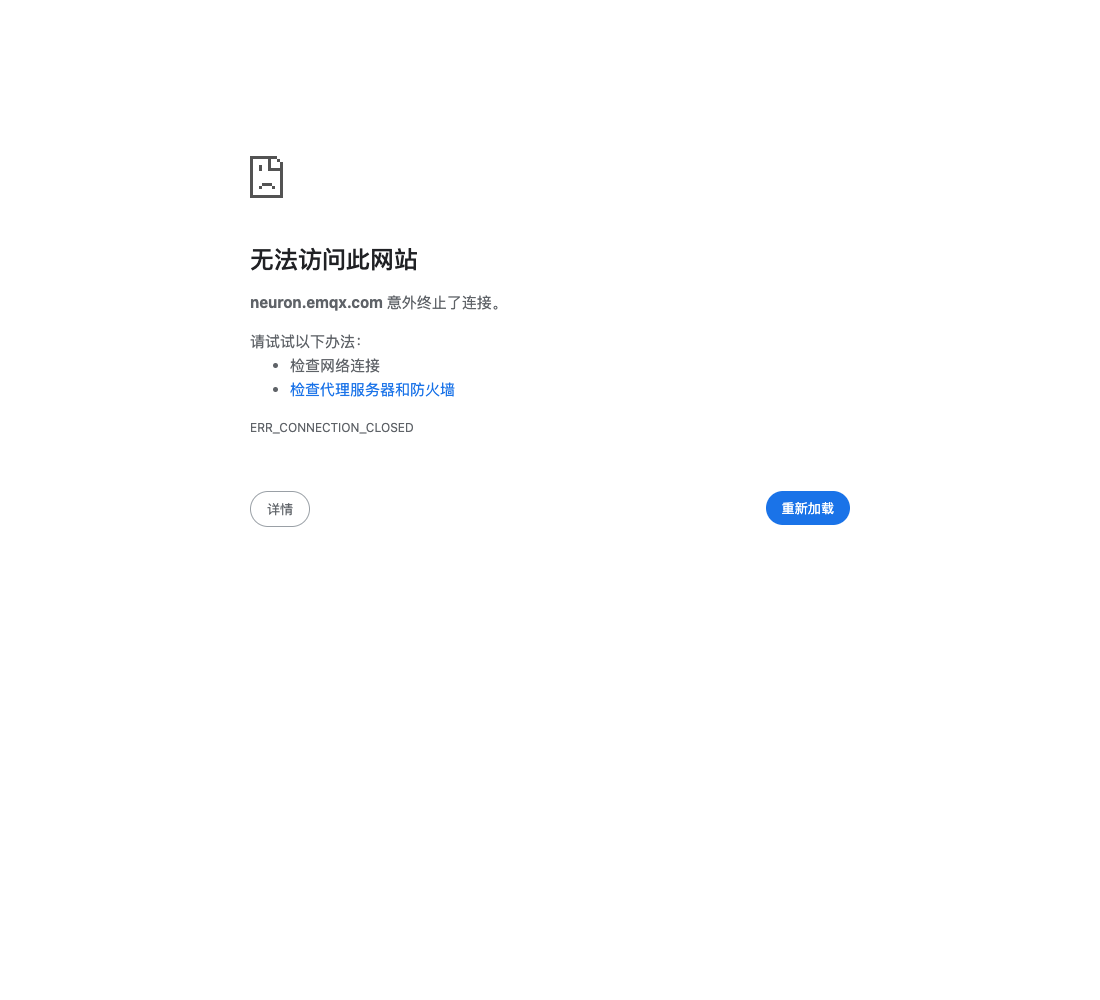 无法访问此网站
neuron.emqx.com 意外终止了连接。
请试试以下办法：
检查网络连接
检查代理服务器和防火墙
ERR_CONNECTION_CLOSED
详情
重新加载